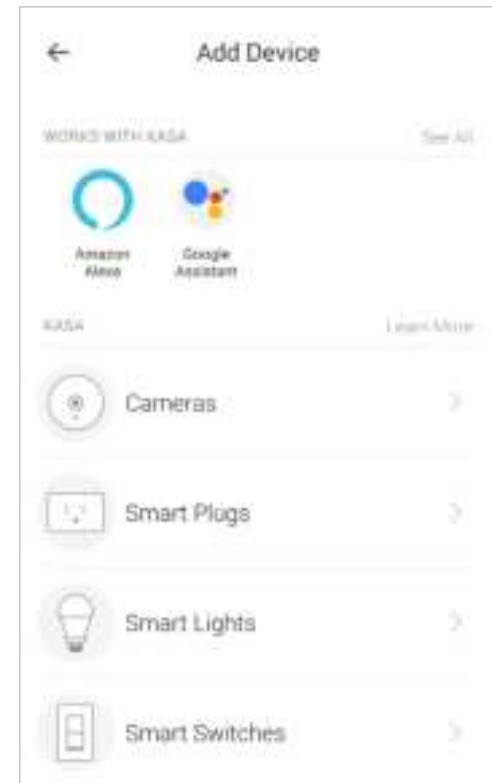 Add Device
WORKS WITH KASA See All
Amazon Google
Alexa Assistant
KASA Learn More
Cameras
Smart Plugs
Smart Lights
Smart Switches